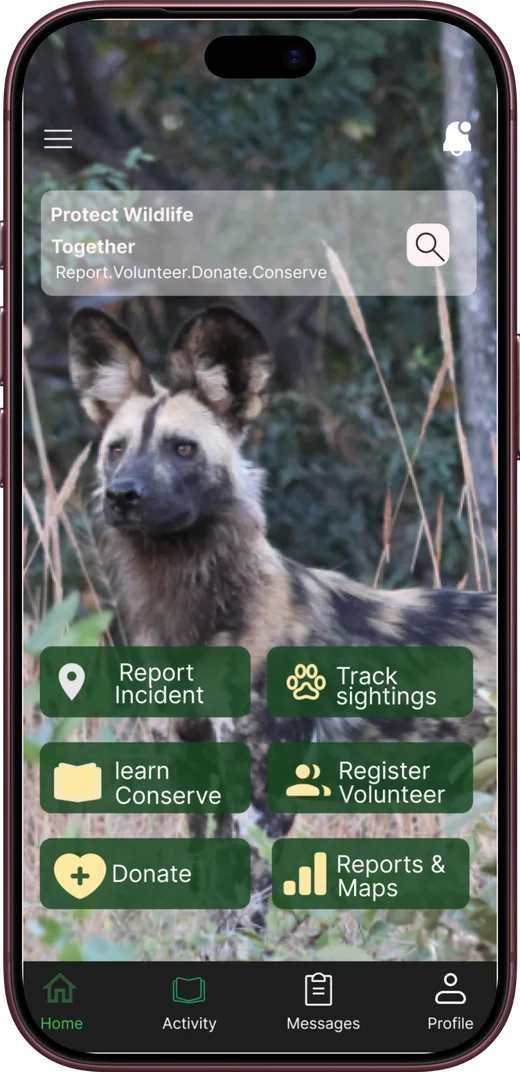 Protect Wildlife
Together
Report.Volunteer.Donate.Conserve
Report
Incident
Track
sightings
learn
Conserve
Register
Volunteer
Donate
Reports &
Maps
Home
Activity
Messages
Profile